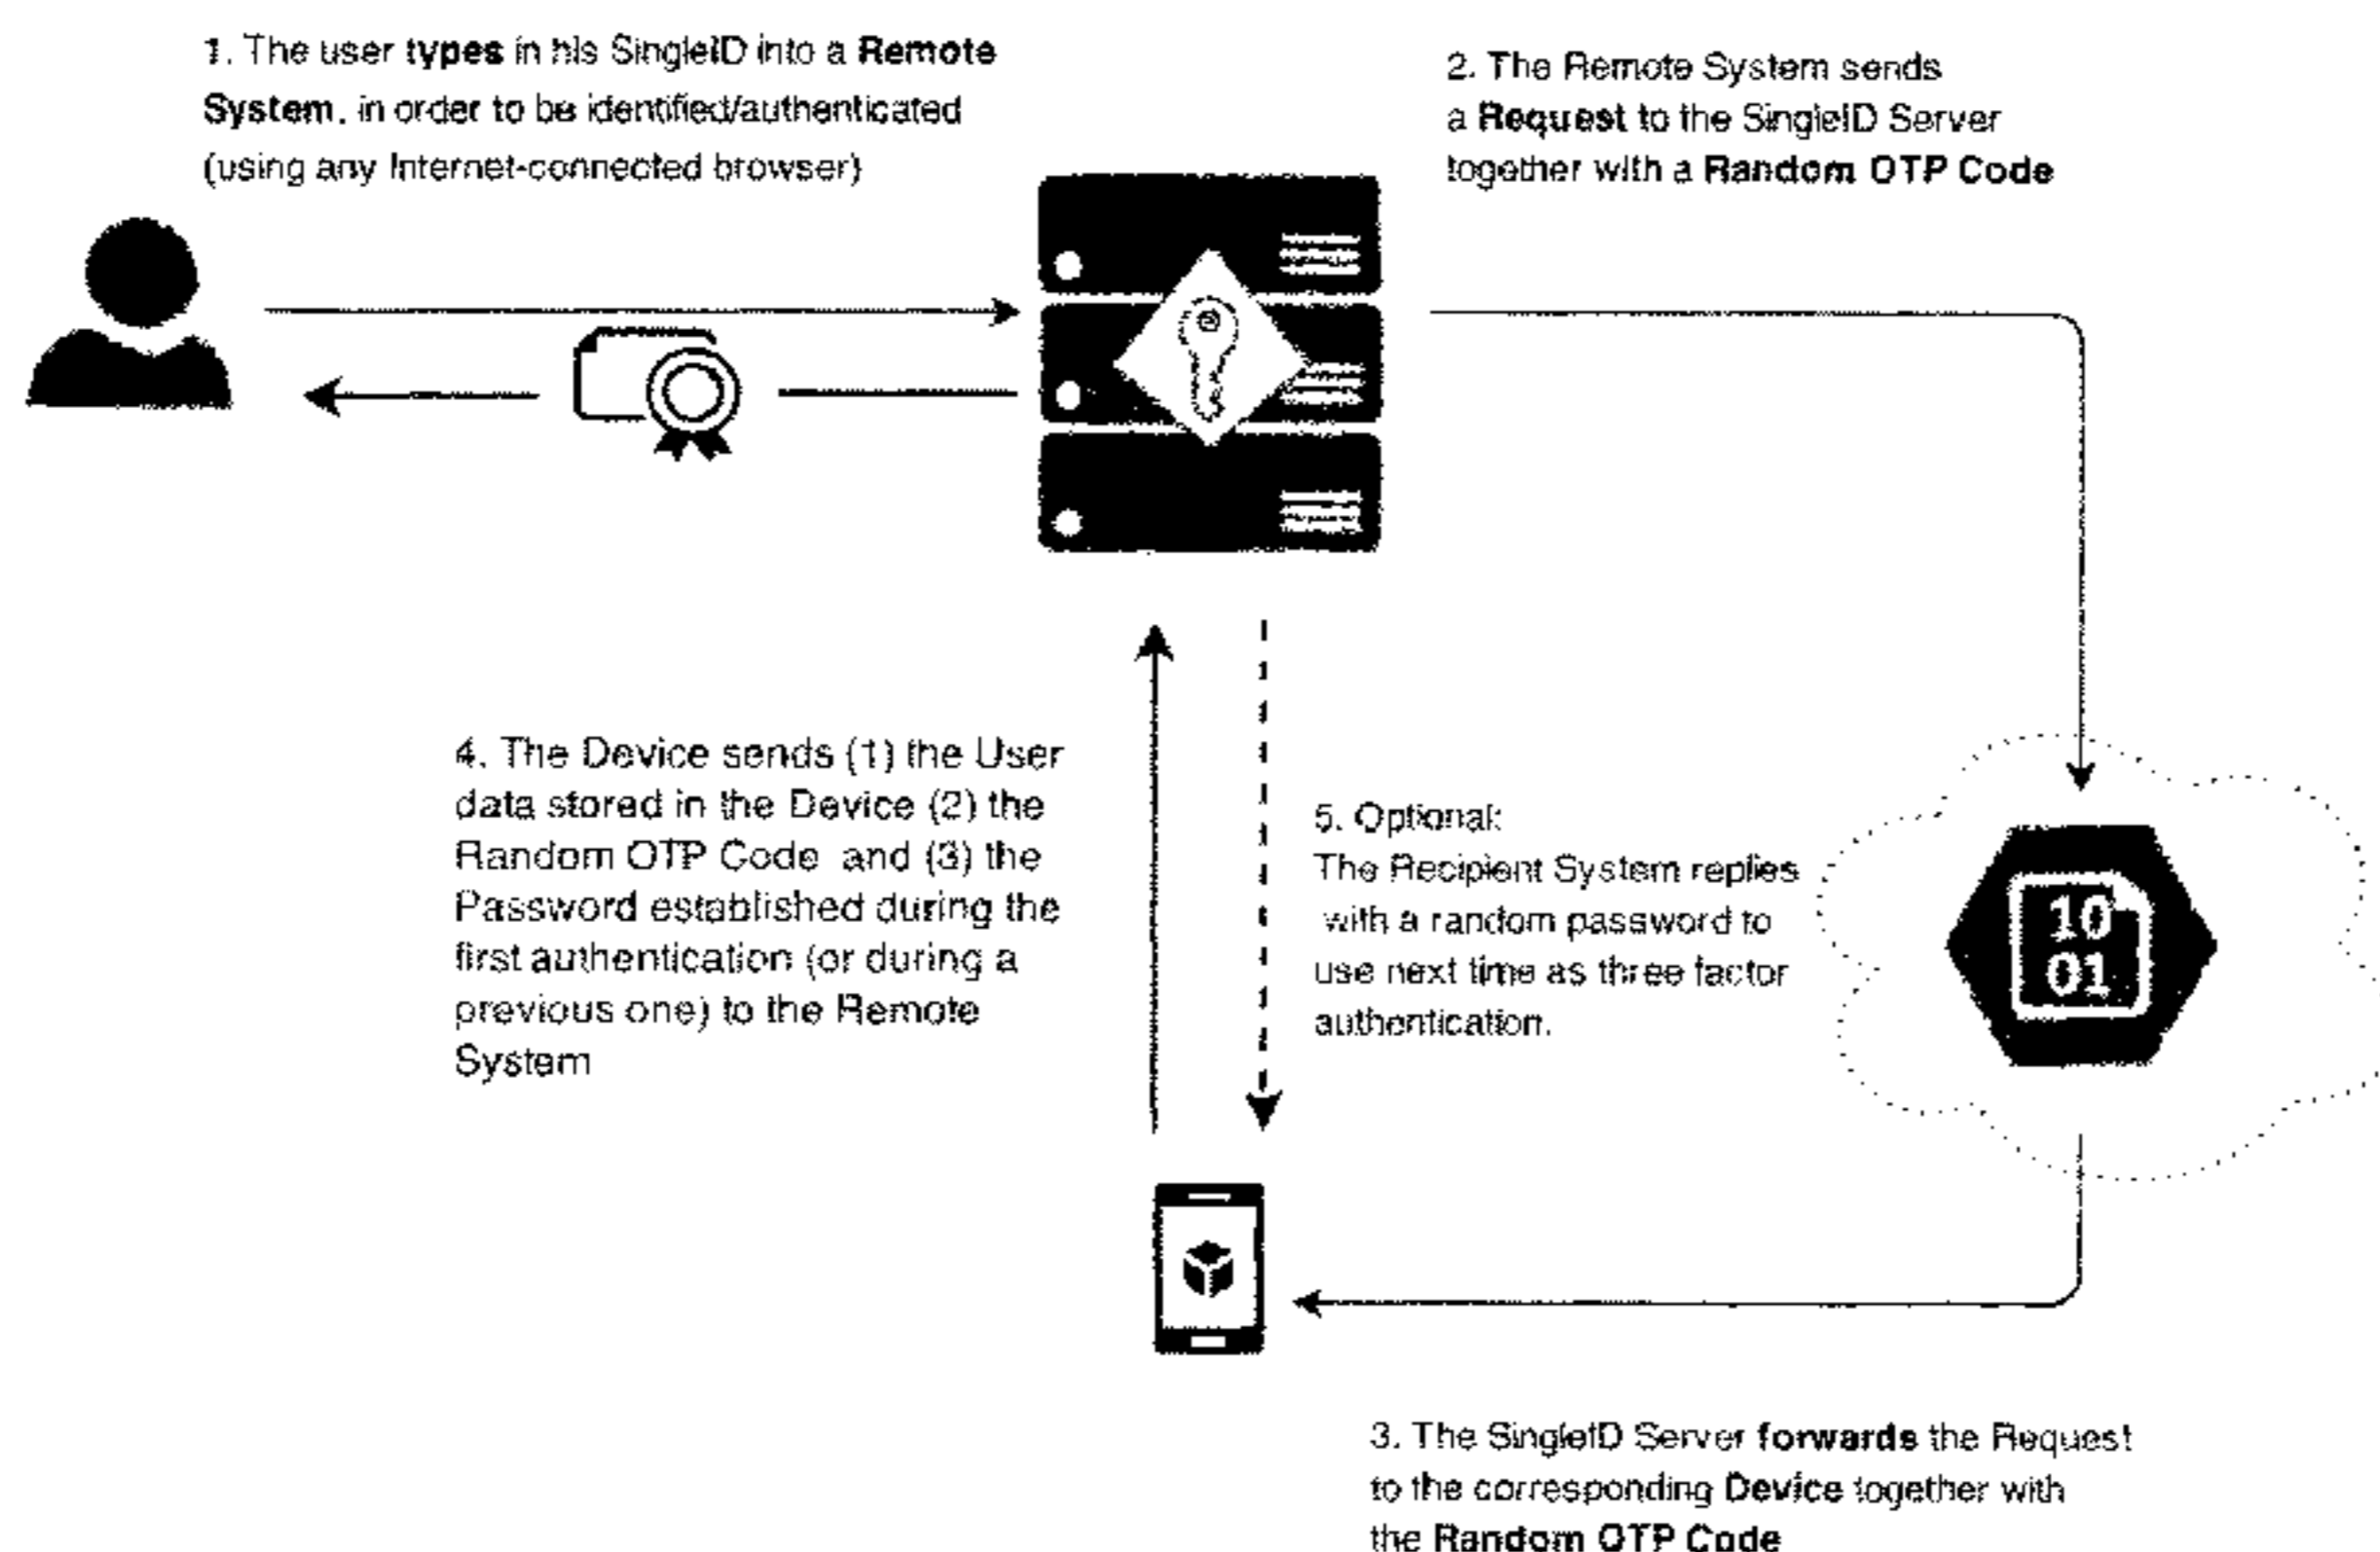 1. The user types in his SingleID into a Remote
System, in order to be identified/authenticated
(using any Internet-connected browser)
2. The Remote System sends
a Request to the SingleID Server
together with a Random OTP Code
4. The Device sends (1) the User
data stored in the Device (2) the
Random OTP Code and (3) the
Password established during the
first authentication (or during a
previous one) to the Remote
System
5. Optional:
The Recipient System replies
with a random password to
use next time as three factor
authentication.
10
01
3. The SingleID Server forwards the Request
to the corresponding Device together with
the Random OTP Code